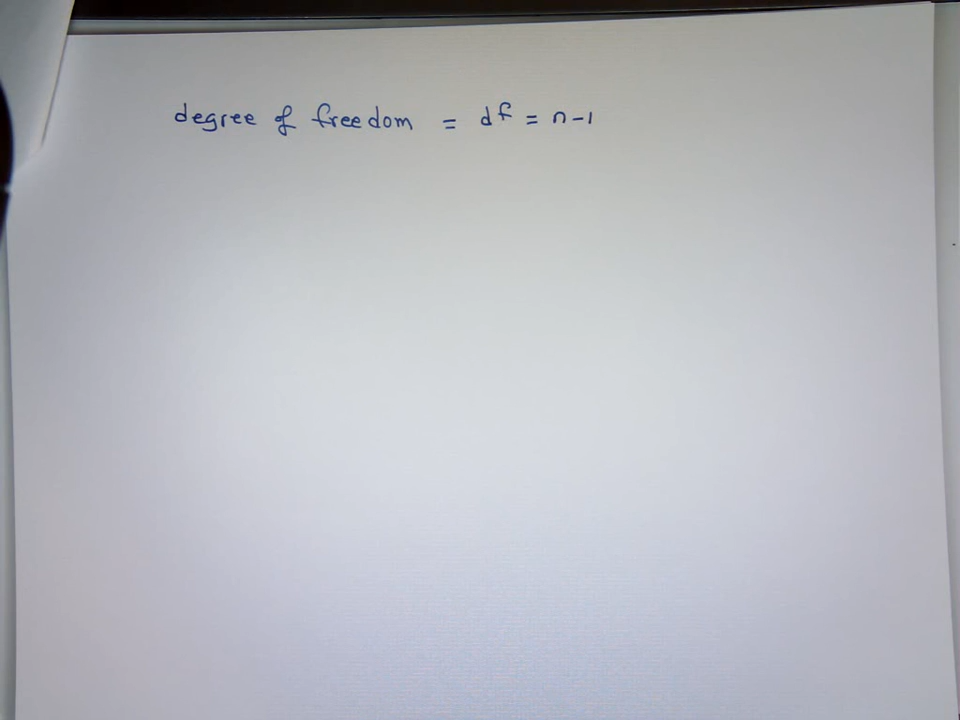 degree of freedom = df = n-1